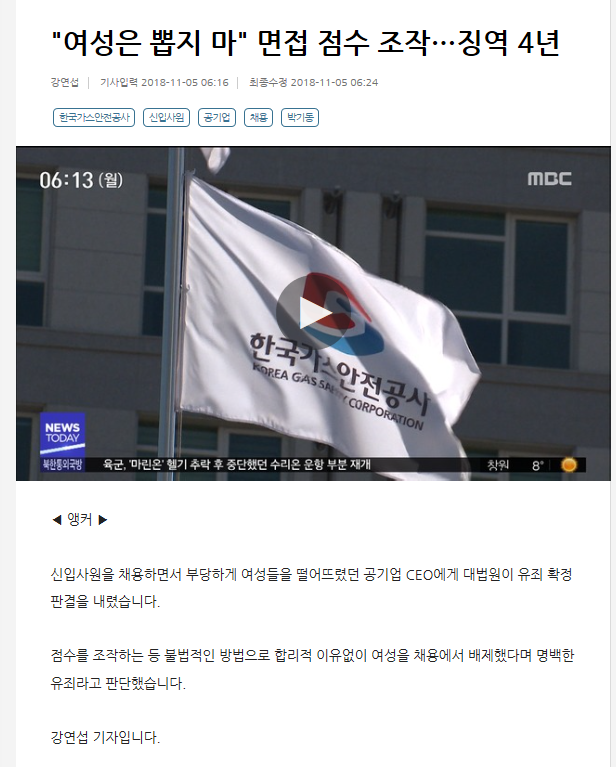 "여성은 뽑지 마" 면접 점수 조작…징역 4년
강연섭 기사입력 2018-11-05 06:16 최종수정 2018-11-05 06:24
한국가스안전공사 신입사원 공기업 채용 박기동
06:13 (월) MBC
한국가스안전공사
KOREA GAS SAFETY CORPORATION
NEWS
TODAY
북한통외국방 육군, '마린온' 헬기 추락 후 중단했던 수리온 운항 부분 재개 창원 8°
◀ 앵커 ▶
신입사원을 채용하면서 부당하게 여성들을 떨어뜨렸던 공기업 CEO에게 대법원이 유죄 확정
판결을 내렸습니다.
점수를 조작하는 등 불법적인 방법으로 합리적 이유없이 여성을 채용에서 배제했다며 명백한
유죄라고 판단했습니다.
강연섭 기자입니다.